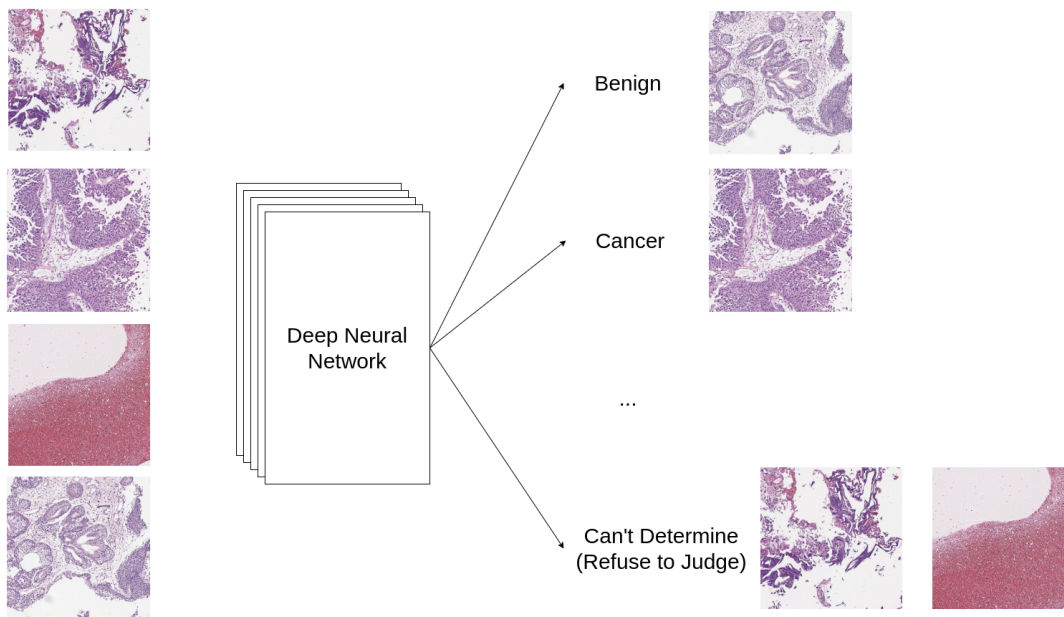 Benign
Cancer
Deep Neural
Network
...
Can't Determine
(Refuse to Judge)